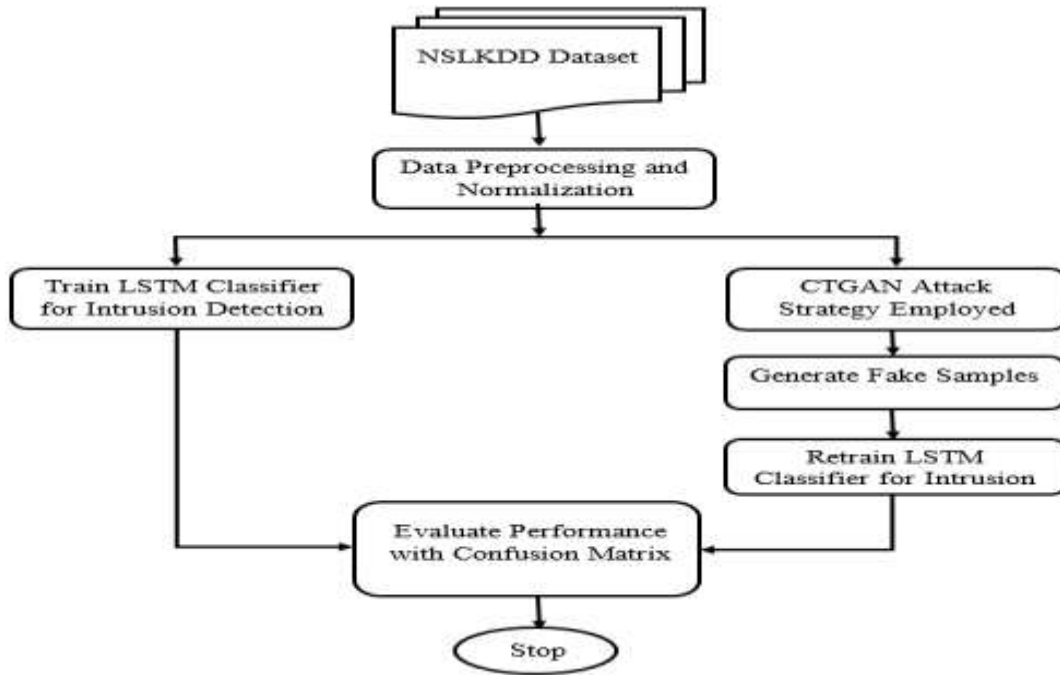 NSLKDD Dataset
Data Preprocessing and
Normalization
Train LSTM Classifier
for Intrusion Detection
CTGAN Attack
Strategy Employed
Generate Fake Samples
Retrain LSTM
Classifier for Intrusion
Evaluate Performance
with Confusion Matrix
Stop